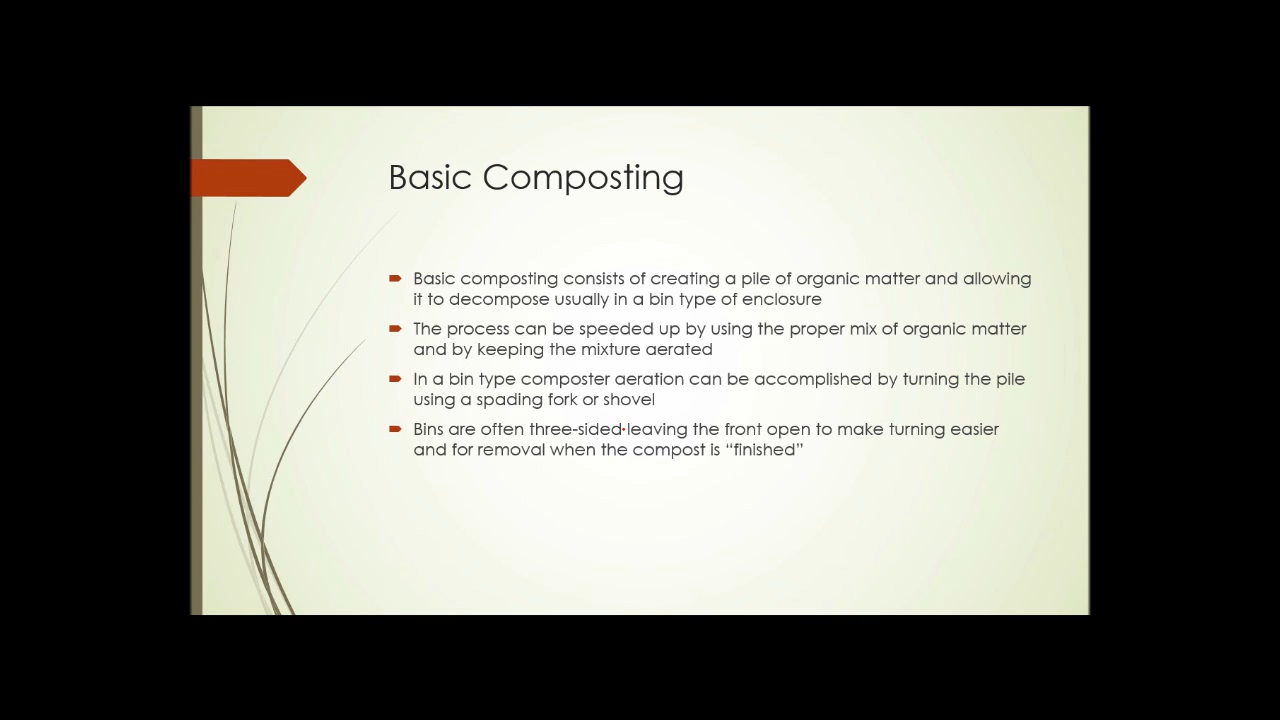 Basic Composting
Basic composting consists of creating a pile of organic matter and allowing
it to decompose usually in a bin type of enclosure
The process can be speeded up by using the proper mix of organic matter
and by keeping the mixture aerated
In a bin type composter aeration can be accomplished by turning the pile
using a spading fork or shovel
Bins are often three-sided leaving the front open to make turning easier
and for removal when the compost is “finished”